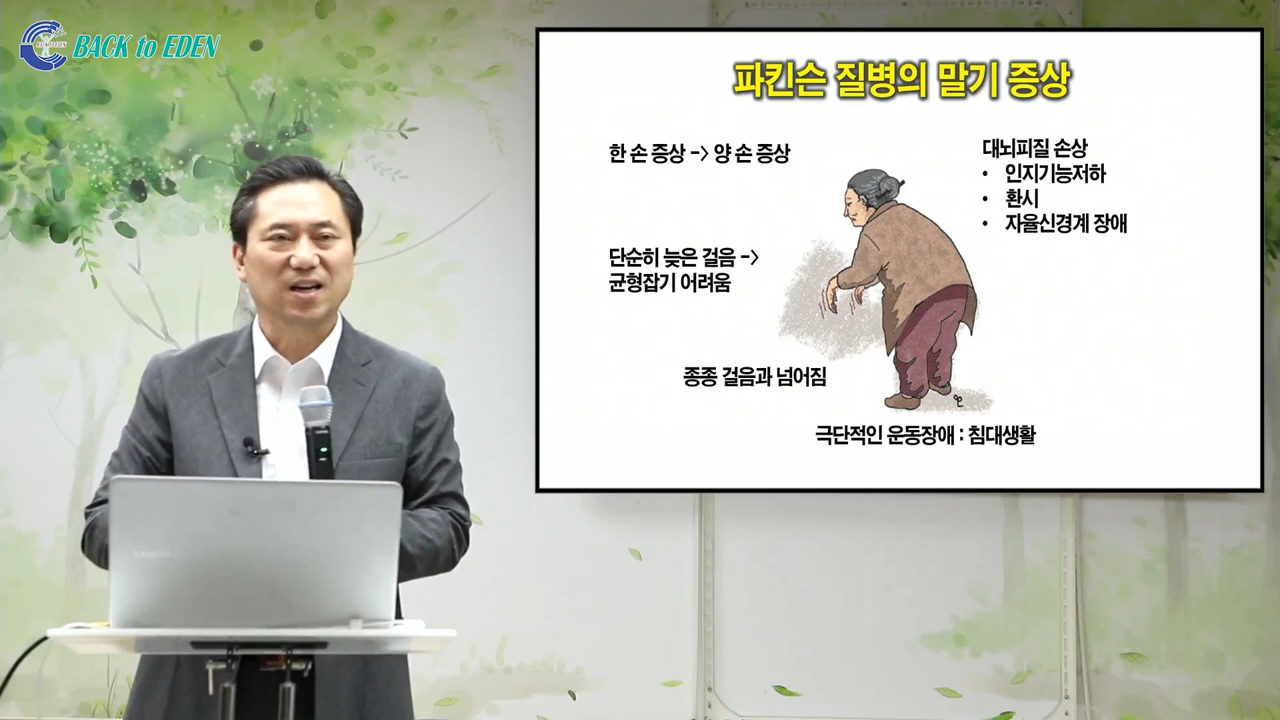 BACK to EDEN
파킨슨 질병의 말기 증상
한 손 증상 -> 양 손 증상
대뇌피질 손상
• 인지기능저하
• 환시
• 자율신경계 장애
단순히 늦은 걸음 ->
균형잡기 어려움
종종 걸음과 넘어짐
극단적인 운동장애 : 침대생활